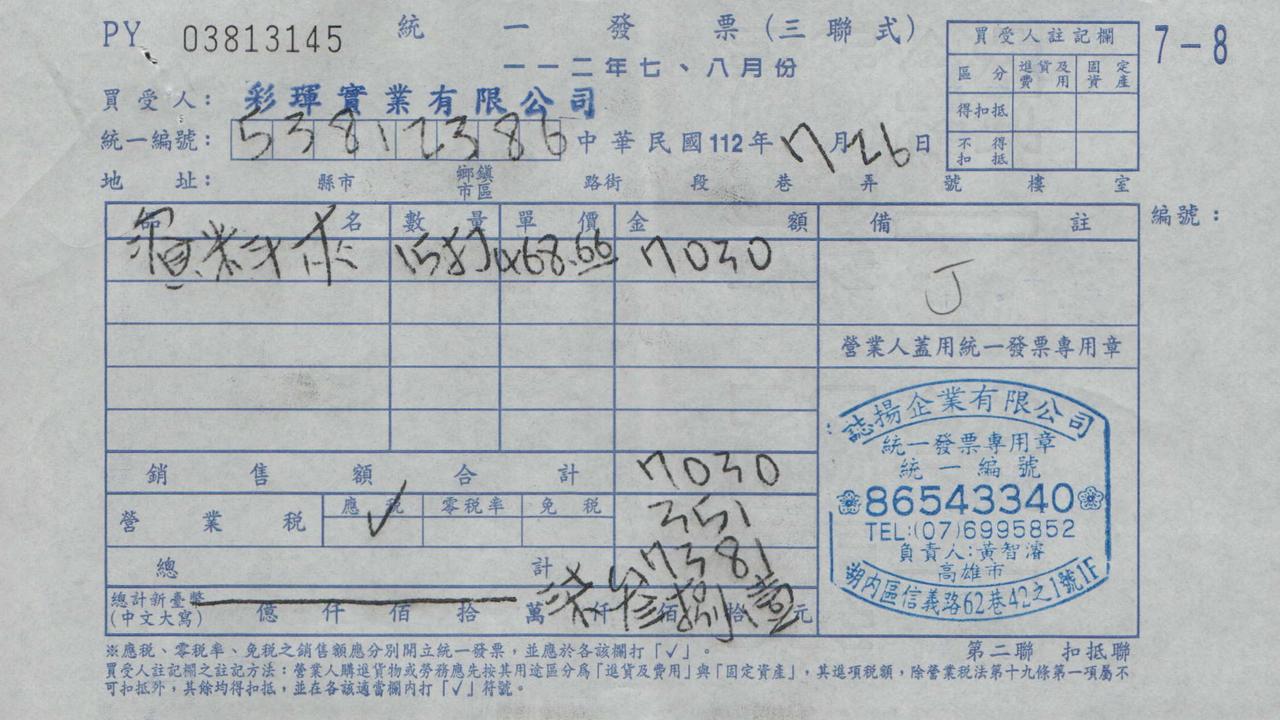 PY 03813145 統一發票(三聯式) 7-8
一一二年七、八月份
買受人註記欄
區分 進貨及費用 固定資產
得扣抵
不得扣抵
買受人: 彩琿實業有限公司
統一編號: 53812386 中華民國112年7月26日
地址: 縣市 鄉鎮市區 路街 段 巷 弄 號 樓 室
品名 數量 單價 金額 備註 編號:
68.66 7030 J
營業人蓋用統一發票專用章
銷售額合計 7030
營業稅 應稅 ✓ 零稅率 免稅 351
總計 7381
總計新臺幣(中文大寫) 億 仟 佰 拾 萬 柒仟參佰捌拾壹元
誌揚企業有限公司
統一發票專用章
統一編號
86543340
TEL:(07)6995852
負責人:黃智濬
高雄市
湖內區信義路62巷42之1號1F
※應稅、零稅率、免稅之銷售額應分別開立統一發票,並應於各該欄打「✓」。 第二聯 扣抵聯
買受人註記欄之註記方法:營業人購進貨物或勞務應先按其用途區分為「進貨及費用」與「固定資產」,其進項稅額,除營業稅法第十九條第一項屬不
可扣抵外,其餘均得扣抵,並在各該適當欄內打「✓」符號。